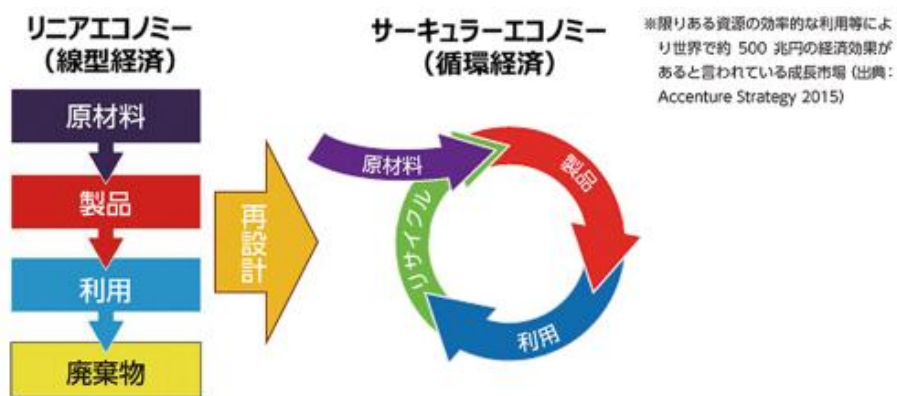 リニアエコノミー
（線型経済）
原材料
製品
利用
廃棄物
再設計
サーキュラーエコノミー
（循環経済）
原材料
製品
利用
リサイクル
※限りある資源の効率的な利用等によ
り世界で約 500 兆円の経済効果が
あると言われている成長市場（出典：
Accenture Strategy 2015）